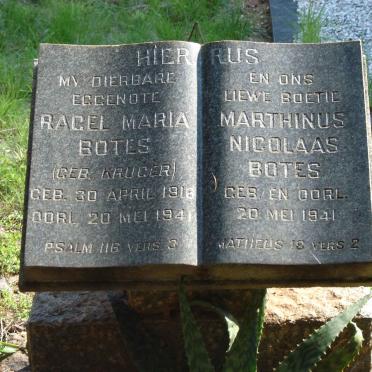 HIER RUS
MY DIERBARE
EGGENOTE
RACEL MARIA
BOTES
(GEB. KRUGER)
GEB. 30 APRIL 1918
OORL 20 MEI 1941
PSALM 116 VERS 3
EN ONS
LIEWE BOETIE
MARTHINUS
NICOLAAS
BOTES
GEB EN OORL.
20 MEI 1941
MATHEUS 18 VERS 2